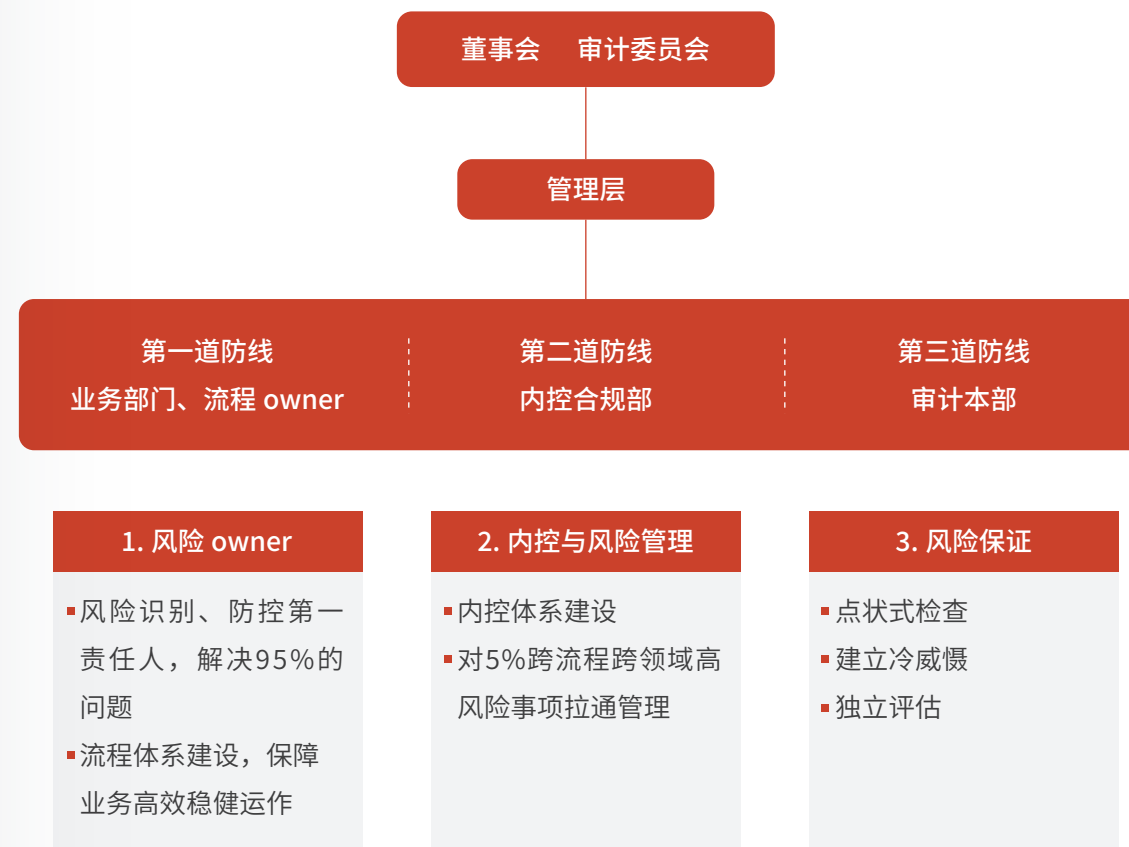 董事会 审计委员会
管理层
第一道防线
业务部门、流程 owner
第二道防线
内控合规部
第三道防线
审计本部
1. 风险 owner
风险识别、防控第一
责任人，解决95%的
问题
流程体系建设，保障
业务高效稳健运作
2. 内控与风险管理
内控体系建设
对5%跨流程跨领域高
风险事项拉通管理
3. 风险保证
点状式检查
建立冷威慑
独立评估